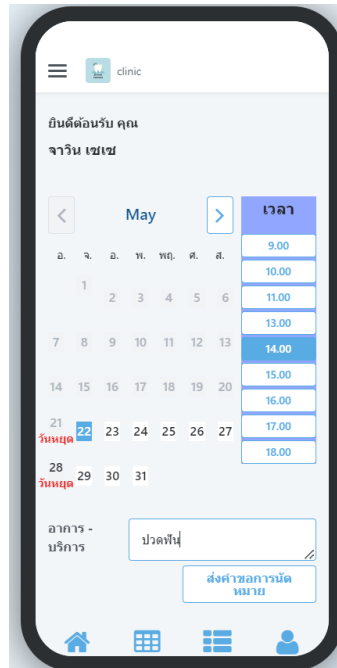 clinic
ยินดีต้อนรับ คุณ
จาวิน เซเซ
May
เวลา
อ. จ. อ. พ. พฤ. ศ. ส.
1 2 3 4 5 6
7 8 9 10 11 12 13
14 15 16 17 18 19 20
21 22 23 24 25 26 27
วันหยุด
28 29 30 31
วันหยุด
9.00
10.00
11.00
13.00
14.00
15.00
16.00
17.00
18.00
อาการ -
บริการ
ปวดฟัน
ส่งคำขอการนัด
หมาย